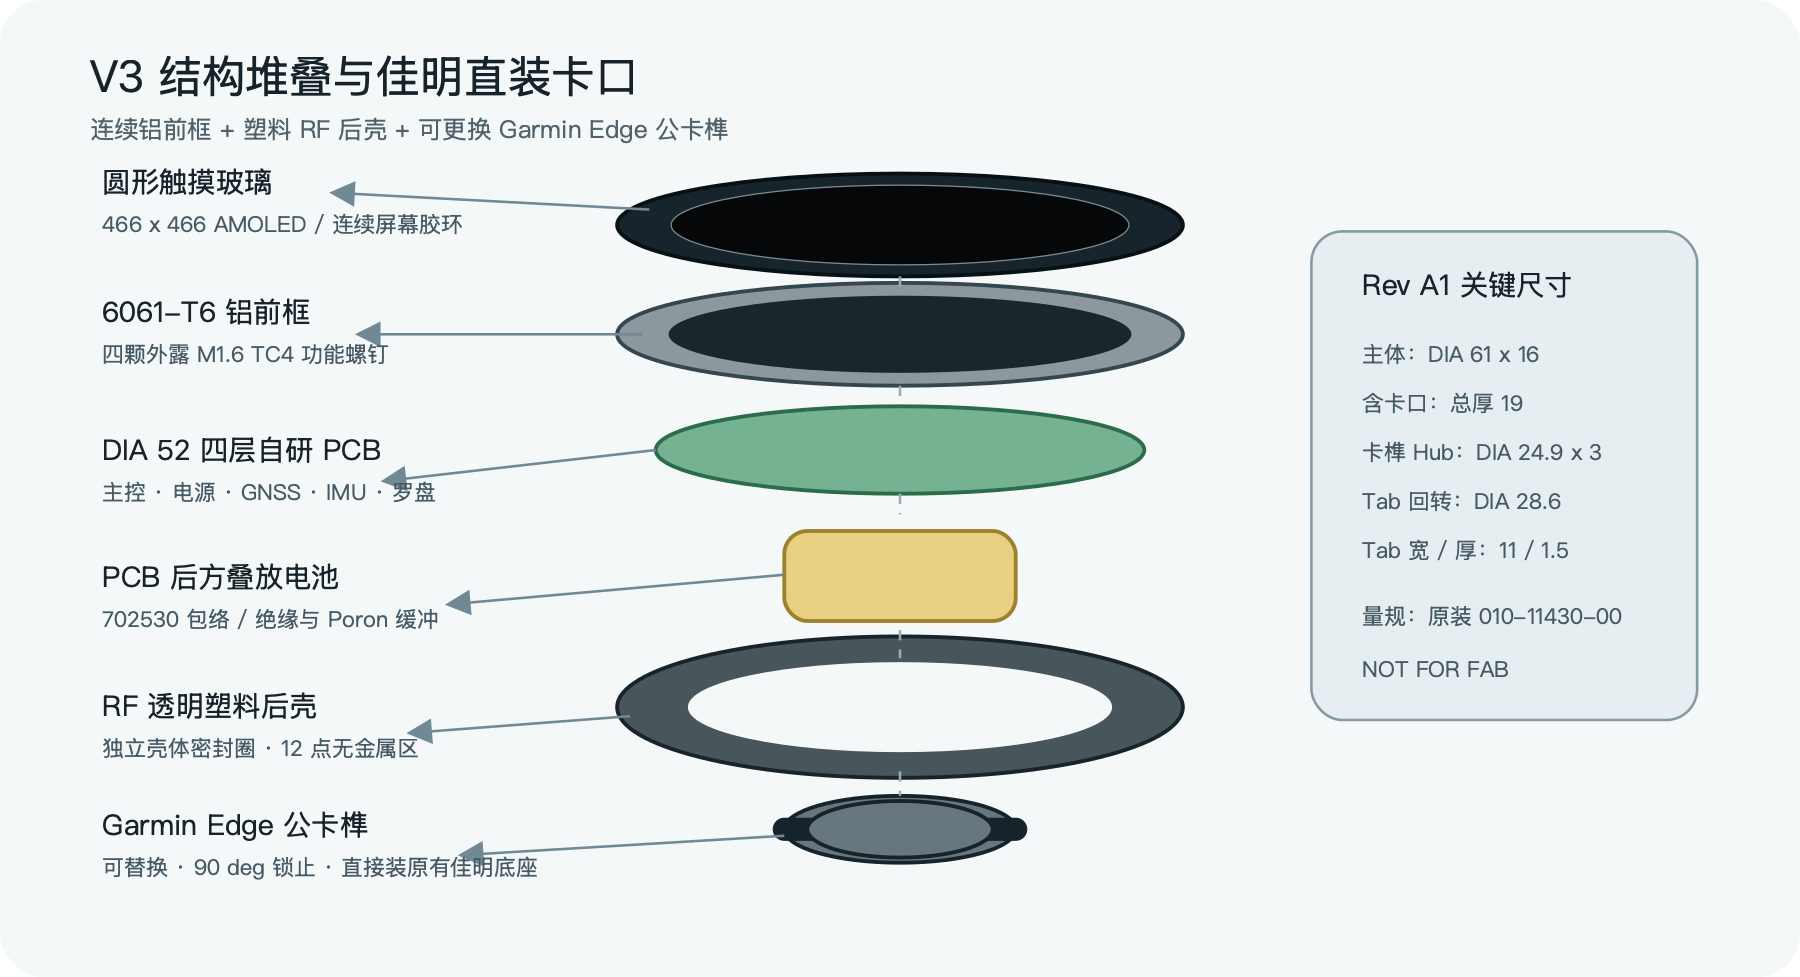 V3 结构堆叠与佳明直装卡口
连续铝前框 + 塑料 RF 后壳 + 可更换 Garmin Edge 公卡榫
圆形触摸玻璃
466 x 466 AMOLED / 连续屏幕胶环
6061–T6 铝前框
四颗外露 M1.6 TC4 功能螺钉
DIA 52 四层自研 PCB
主控 · 电源 · GNSS · IMU · 罗盘
PCB 后方叠放电池
702530 包络 / 绝缘与 Poron 缓冲
RF 透明塑料后壳
独立壳体密封圈 · 12 点无金属区
Garmin Edge 公卡榫
可替换 · 90 deg 锁止 · 直接装原有佳明底座
Rev A1 关键尺寸
主体：DIA 61 x 16
含卡口：总厚 19
卡榫 Hub：DIA 24.9 x 3
Tab 回转：DIA 28.6
Tab 宽 / 厚：11 / 1.5
量规：原装 010–11430–00
NOT FOR FAB